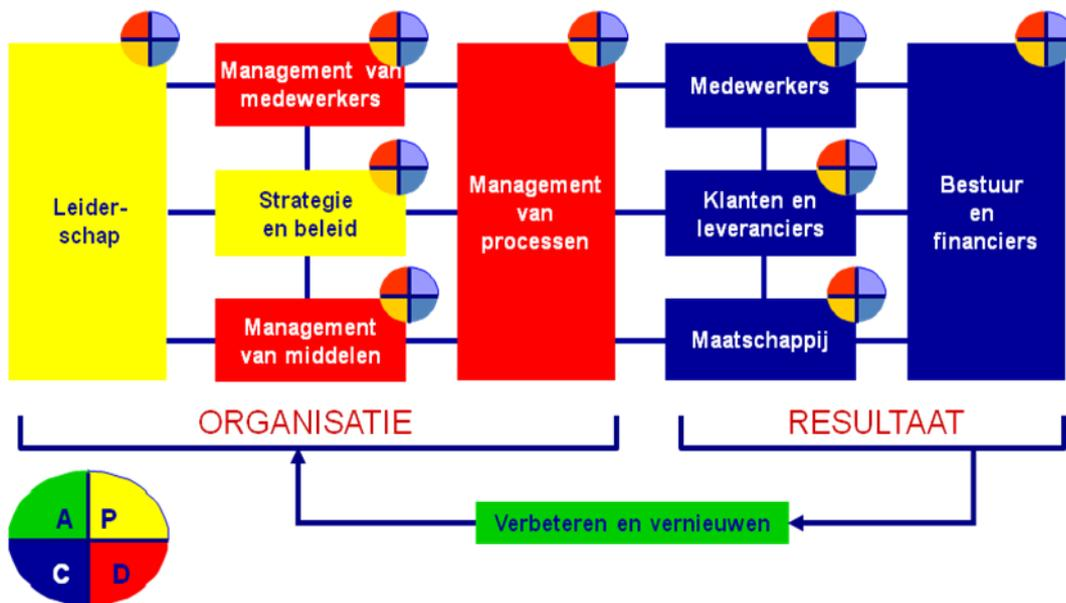 Leider-
schap
Management van
medewerkers
Strategie
en beleid
Management
van middelen
Management
van
processen
Medewerkers
Klanten en
leveranciers
Maatschappij
Bestuur
en
financiers
ORGANISATIE
RESULTAAT
Verbeteren en vernieuwen
A P
C D